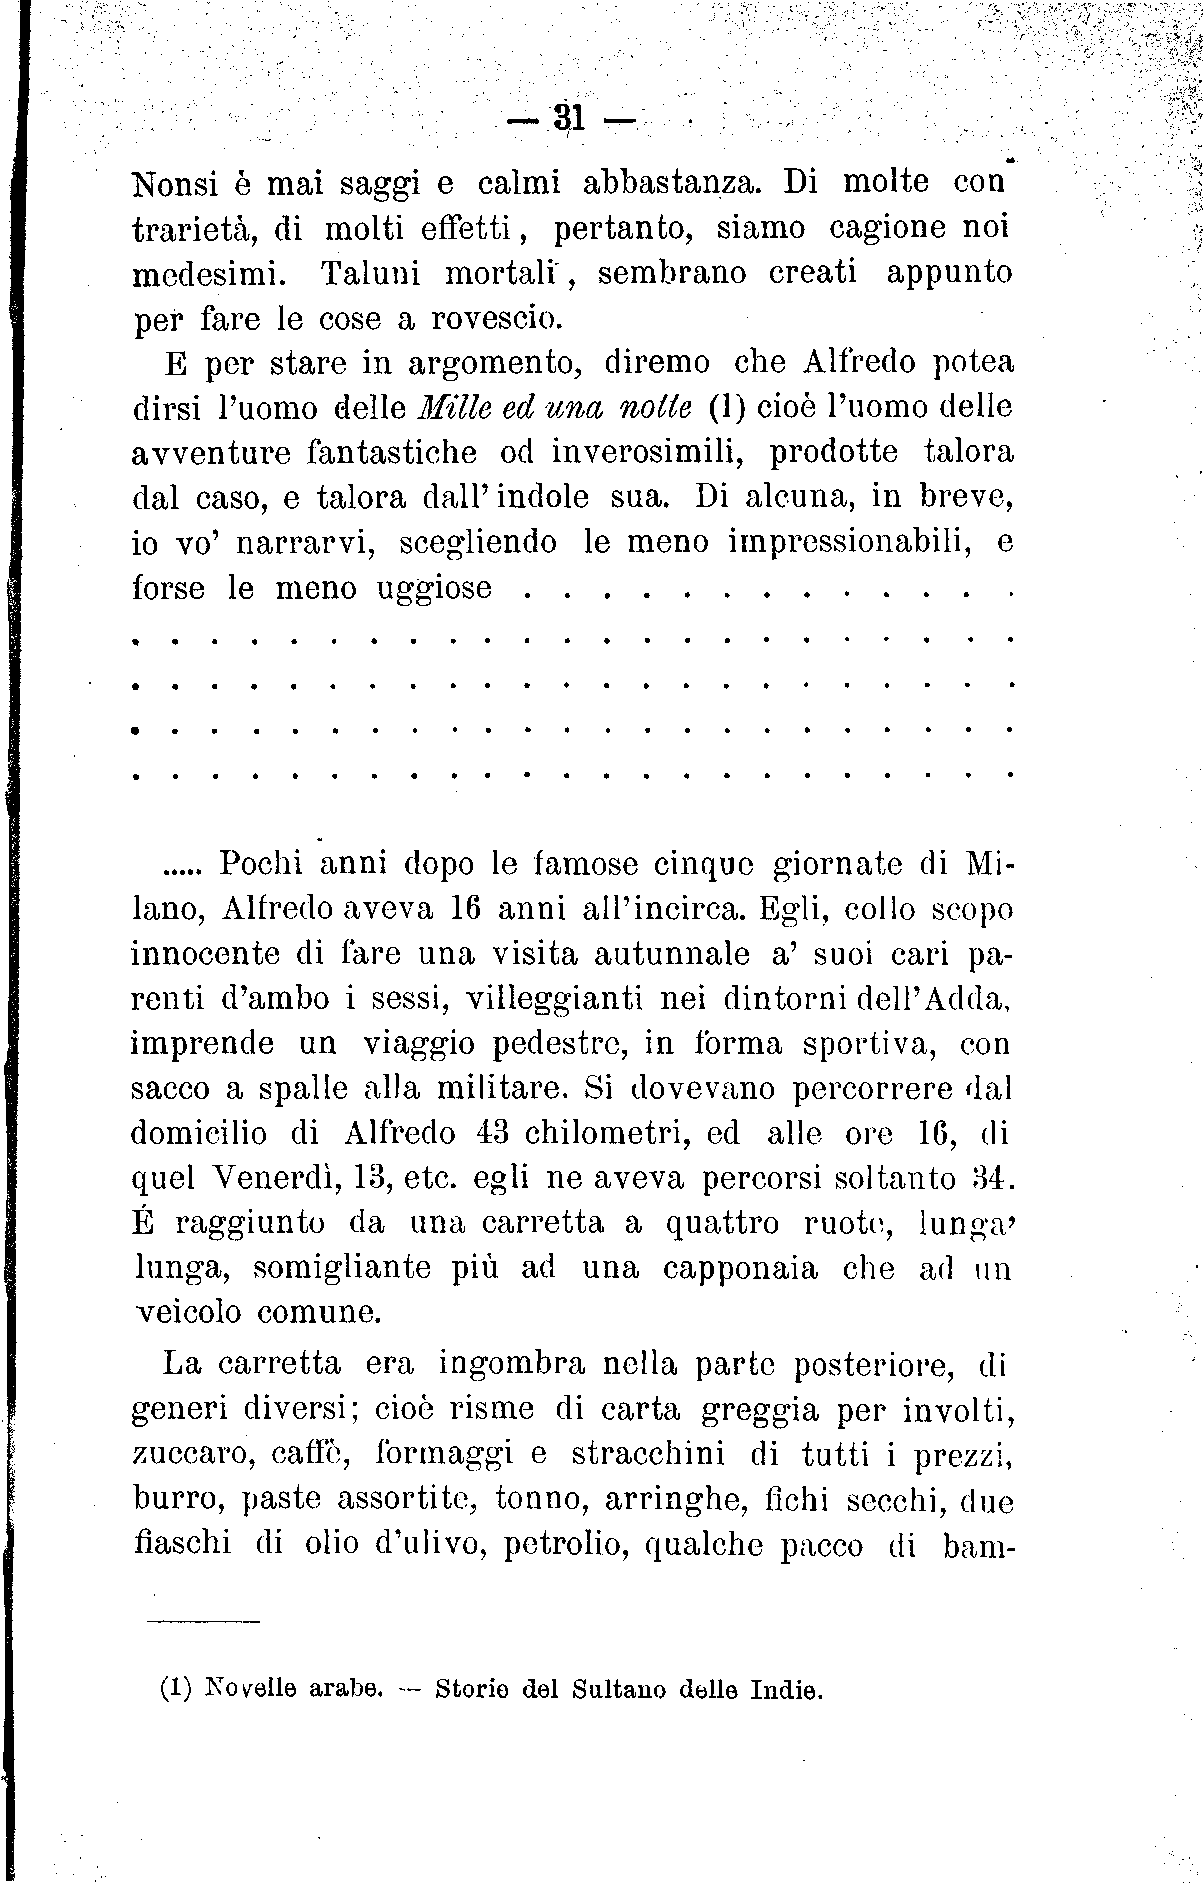 — 31 —
Nonsi è mai saggi e calmi abbastanza. Di molte con-
trarietà, di molti effetti, pertanto, siamo cagione noi
medesimi. Taluni mortali, sembrano creati appunto
per fare le cose a rovescio.
E per stare in argomento, diremo che Alfredo potea
dirsi l'uomo delle Mille ed una notte (1) cioè l'uomo delle
avventure fantastiche od inverosimili, prodotte talora
dal caso, e talora dall' indole sua. Di alcuna, in breve,
io vo' narrarvi, scegliendo le meno impressionabili, e
forse le meno uggiose . . . . . . . . . . . . .
. . . . . . . . . . . . . . . . . . . . . . .
. . . . . . . . . . . . . . . . . . . . . . .
. . . . . . . . . . . . . . . . . . . . . . .
. . . . . . . . . . . . . . . . . . . . . . .
..... Pochi anni dopo le famose cinque giornate di Mi-
lano, Alfredo aveva 16 anni all'incirca. Egli, collo scopo
innocente di fare una visita autunnale a' suoi cari pa-
renti d'ambo i sessi, villeggianti nei dintorni dell'Adda,
imprende un viaggio pedestre, in forma sportiva, con
sacco a spalle alla militare. Si dovevano percorrere dal
domicilio di Alfredo 43 chilometri, ed alle ore 16, di
quel Venerdì, 13, etc. egli ne aveva percorsi soltanto 34.
É raggiunto da una carretta a quattro ruote, lunga'
lunga, somigliante più ad una capponaia che ad un
veicolo comune.
La carretta era ingombra nella parte posteriore, di
generi diversi; cioè risme di carta greggia per involti,
zuccaro, caffè, formaggi e stracchini di tutti i prezzi,
burro, paste assortite, tonno, arringhe, fichi secchi, due
fiaschi di olio d'ulivo, petrolio, qualche pacco di bam-
(1) Novelle arabe. — Storie del Sultano delle Indie.